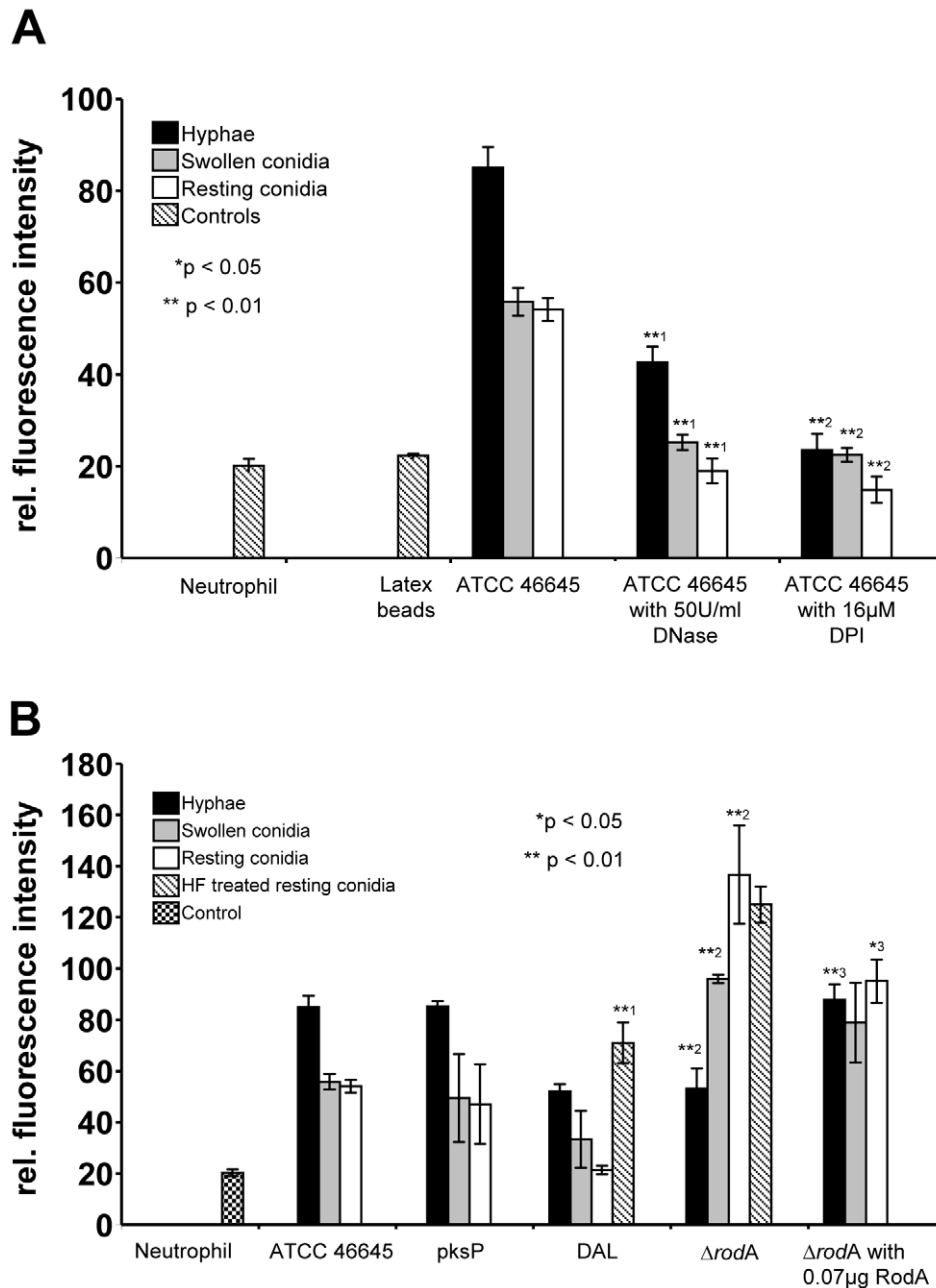 A
rel. fluorescence intensity
100
80
60
40
20
0
Hyphae
Swollen conidia
Resting conidia
Controls
*p < 0.05
** p < 0.01
**1
**1
**1
**2
**2
**2
Neutrophil
Latex
beads
ATCC 46645
ATCC 46645
with 50U/ml
DNase
ATCC 46645
with 16µM
DPI
B
rel. fluorescence intensity
180
160
140
120
100
80
60
40
20
0
Hyphae
Swollen conidia
Resting conidia
HF treated resting conidia
Control
*p < 0.05
** p < 0.01
**1
**2
**2
**2
**3
*3
Neutrophil
ATCC 46645
pksP
DAL
ΔrodA
ΔrodA with
0.07µg RodA